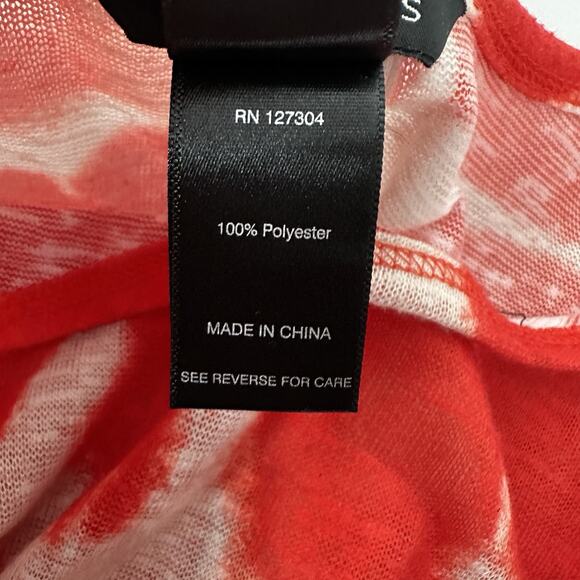 S
RN 127304
100% Polyester
MADE IN CHINA
SEE REVERSE FOR CARE